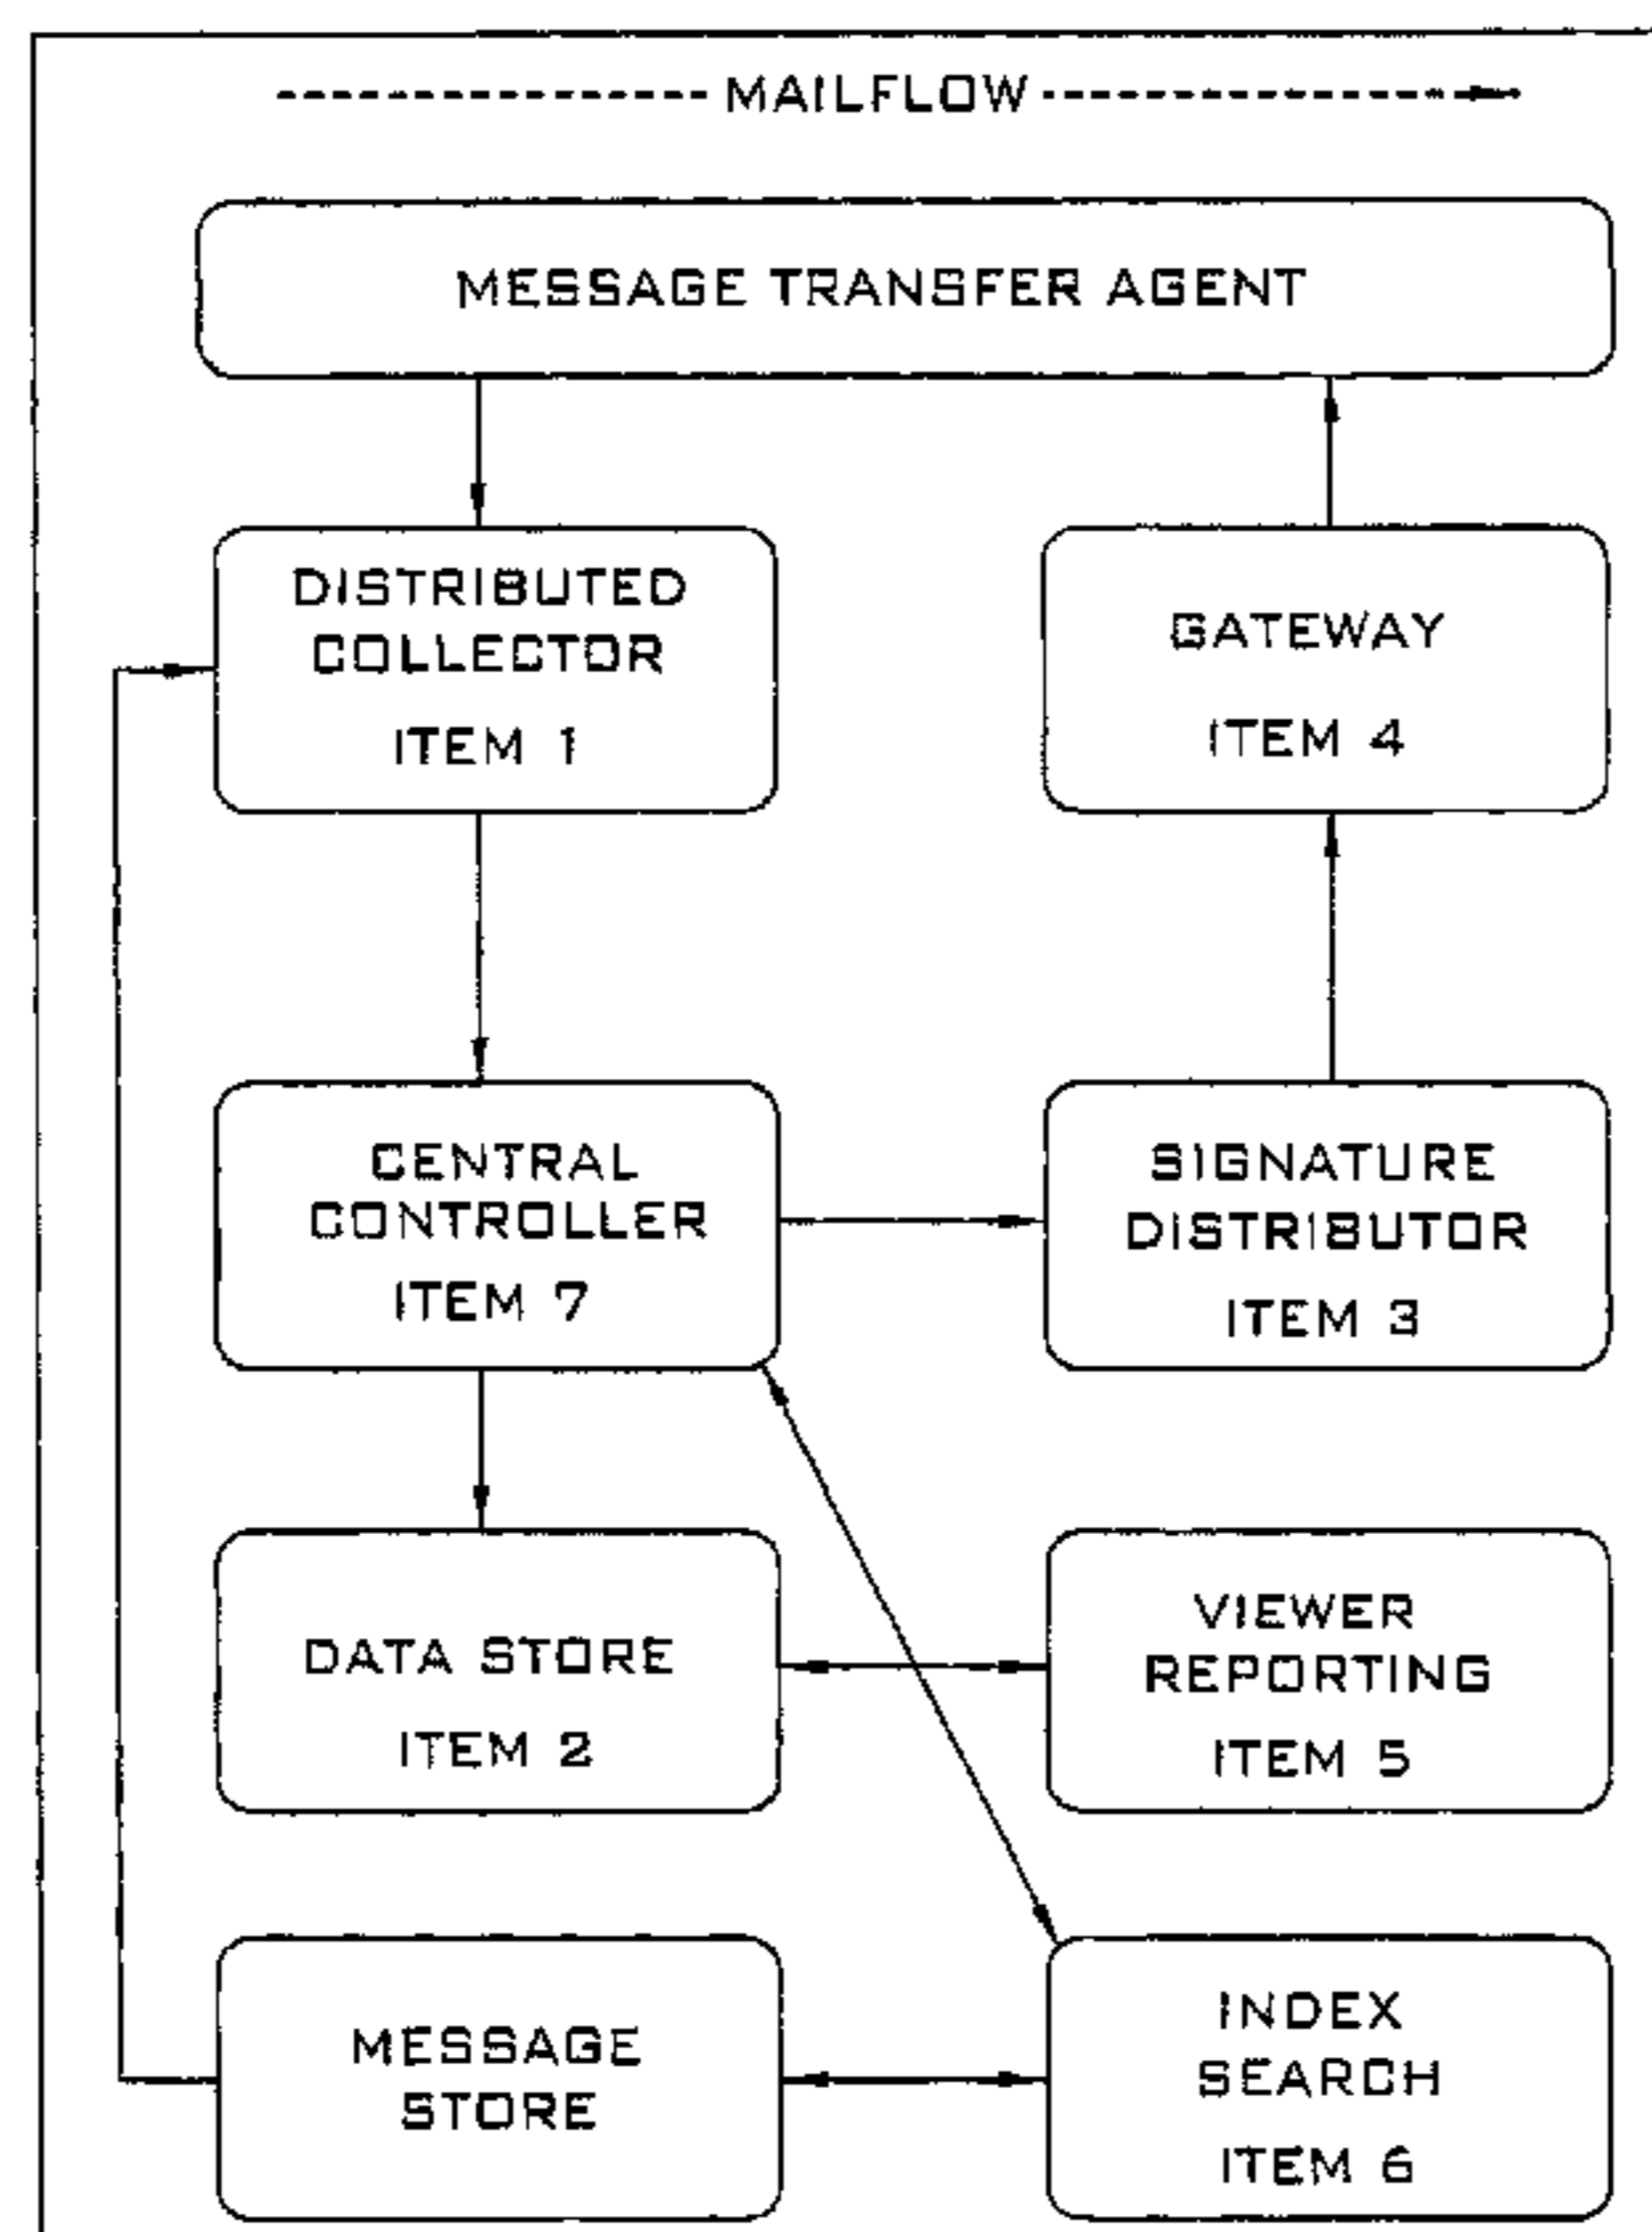 MAILFLOW
MESSAGE TRANSFER AGENT
DISTRIBUTED
COLLECTOR
ITEM 1
GATEWAY
ITEM 4
CENTRAL
CONTROLLER
ITEM 7
SIGNATURE
DISTRIBUTOR
ITEM 3
DATA STORE
ITEM 2
VIEWER
REPORTING
ITEM 5
MESSAGE
STORE
INDEX
SEARCH
ITEM 6